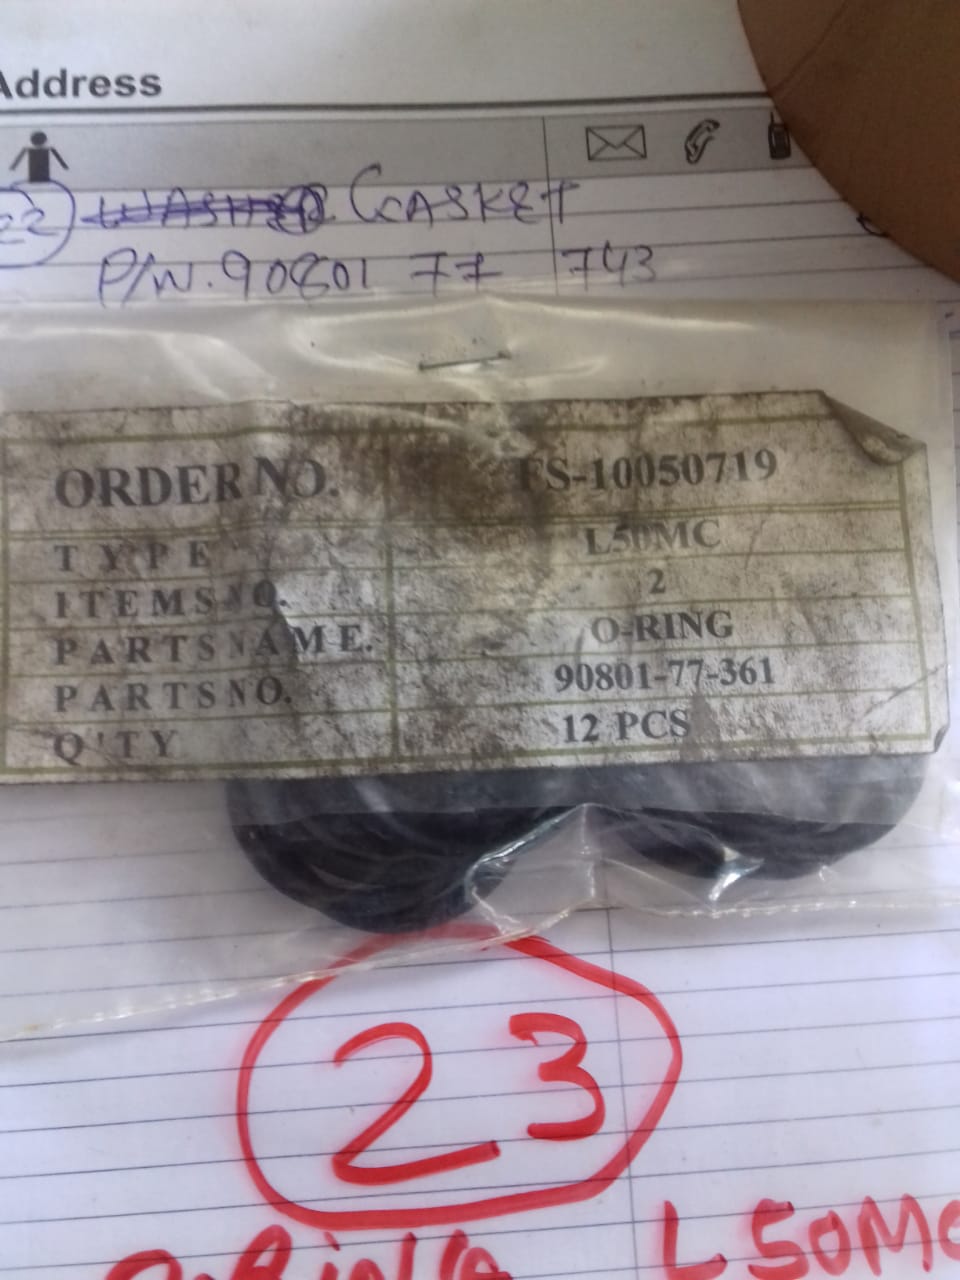 Address
22 WASHER GASKET
P/N. 90801 77 743
ORDER NO. FS-10050719
TYPE L50MC
ITEMS NO. 2
PARTS NAME. O-RING
PARTS NO. 90801-77-361
Q'TY 12 PCS
23
O-RING L50MC